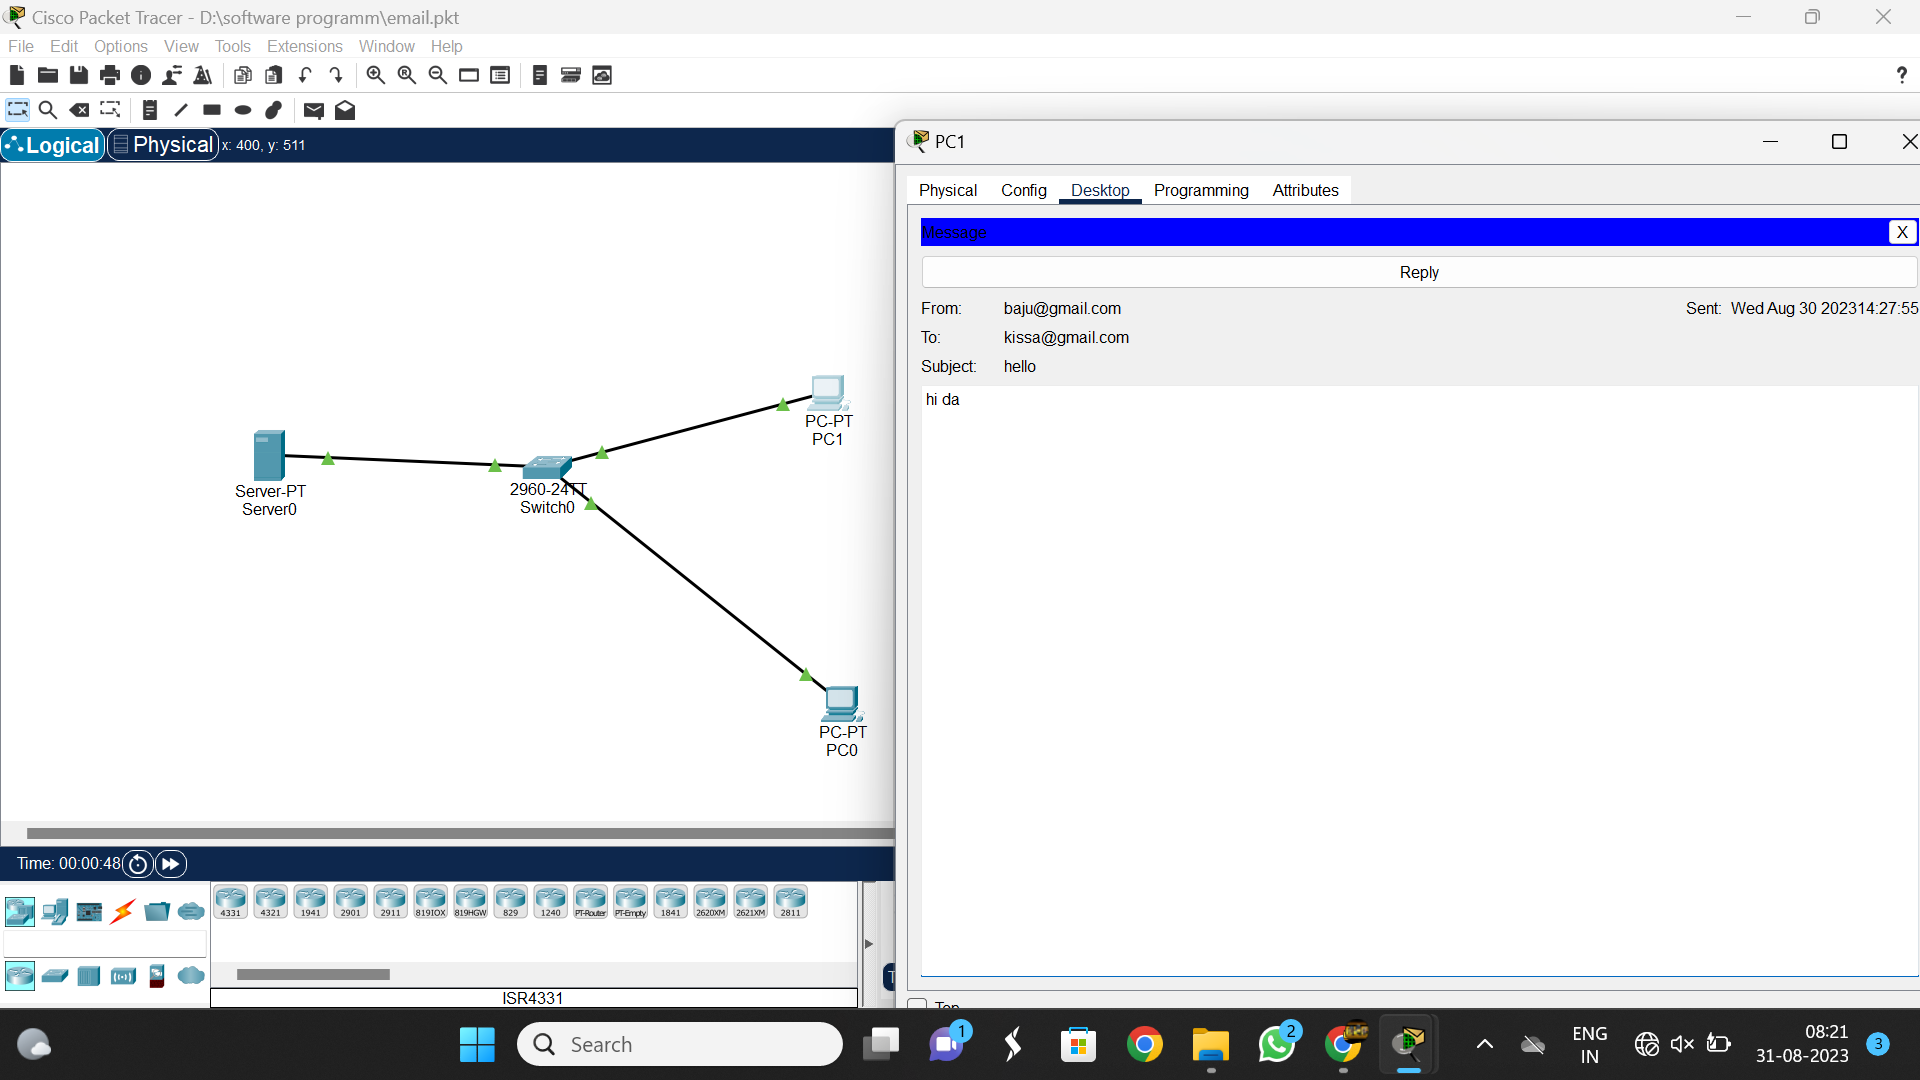 Cisco Packet Tracer - D:\software programm\email.pkt
File Edit Options View Tools Extensions Window Help
?
Logical Physical x: 400, y: 511
PC1
Physical Config Desktop Programming Attributes
Message X
Reply
From: baju@gmail.com Sent: Wed Aug 30 202314:27:55
To: kissa@gmail.com
Subject: hello
hi da
PC-PT
PC1
Server-PT
Server0
2960-24TT
Switch0
PC-PT
PC0
Time: 00:00:48
4331 4321 1941 2901 2911 819IOX 819HGW 829 1240 PT-Router PT-Empty 1841 2620XM 2621XM 2811
ISR4331
Top
Search
1
2
ENG
IN
08:21
31-08-2023
3